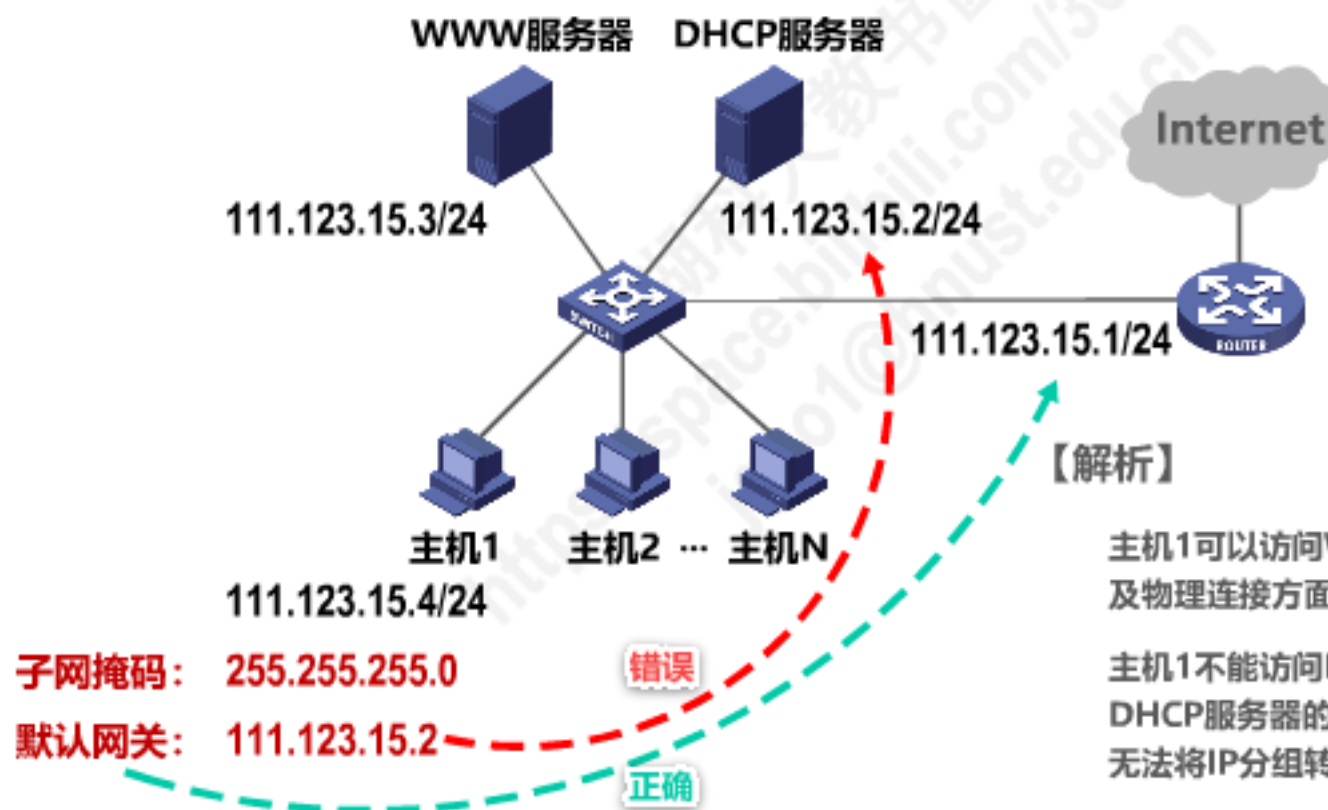 WWW服务器 DHCP服务器
Internet
111.123.15.3/24 111.123.15.2/24
SWITCH
111.123.15.1/24
ROUTER
【解析】
主机1 主机2 … 主机N
主机1可以访问
及物理连接方面
111.123.15.4/24
子网掩码: 255.255.255.0
错误
主机1不能访问
DHCP服务器的
默认网关: 111.123.15.2
无法将IP分组转
正确